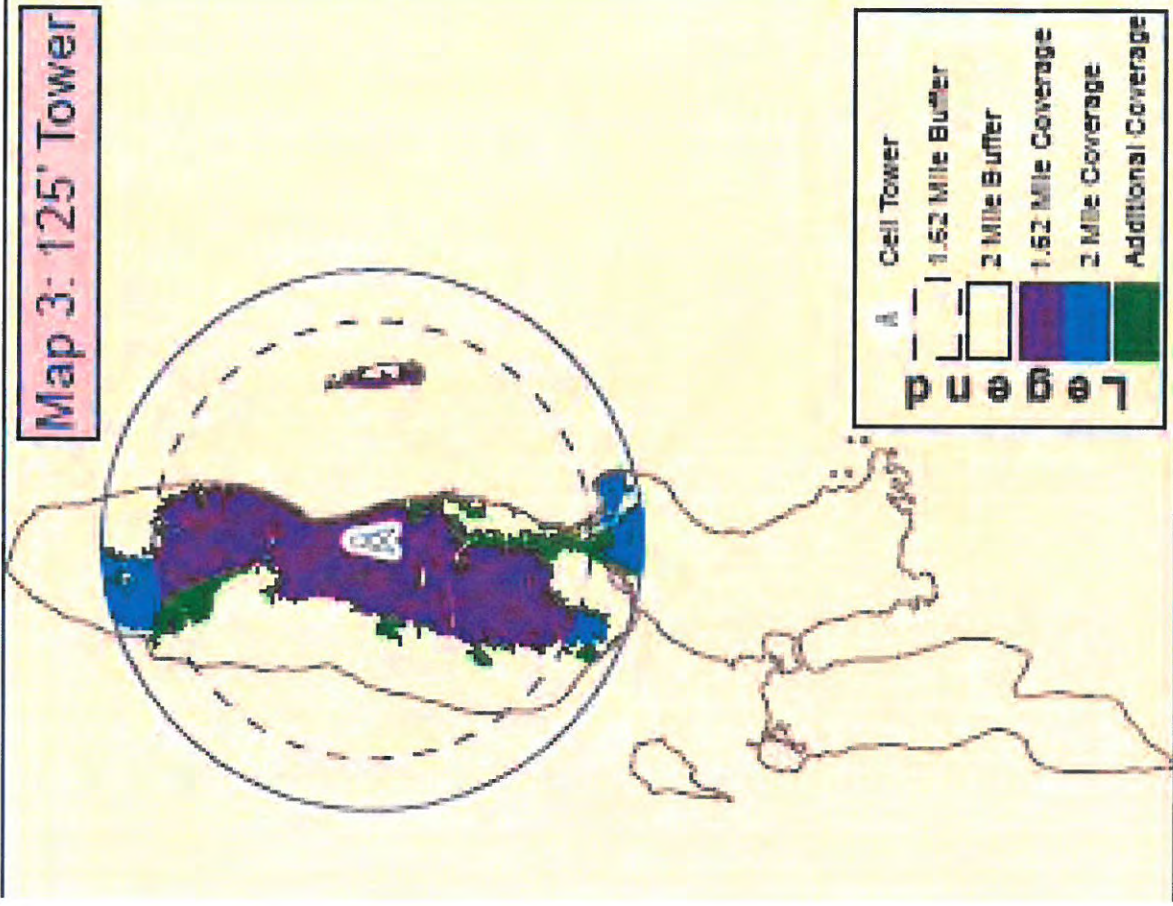 Map 3: 125' Tower
Legend
Cell Tower
1.62 Mile Buffer
2 Mile Buffer
1.62 Mile Coverage
2 Mile Coverage
Additional Coverage